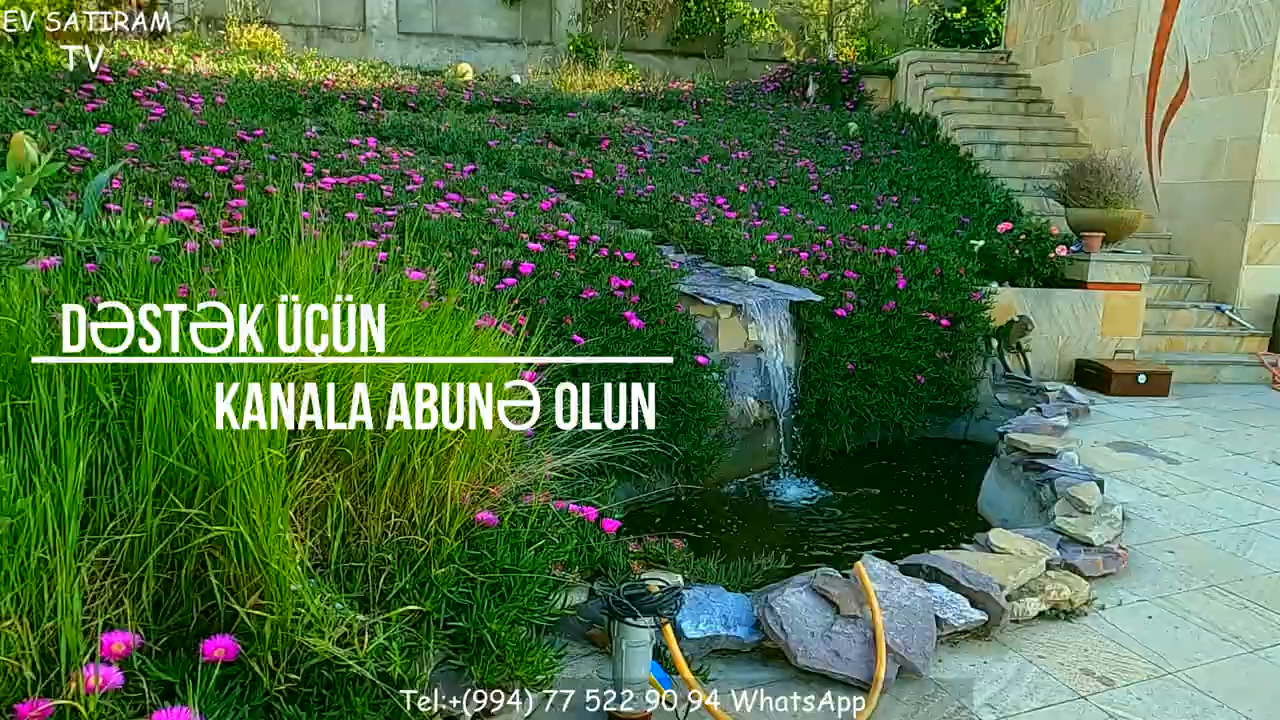 EV SATIRAM
TV
DƏSTƏK ÜÇÜN
KANALA ABUNƏ OLUN
Tel:+(994) 77 522 90 94 WhatsApp